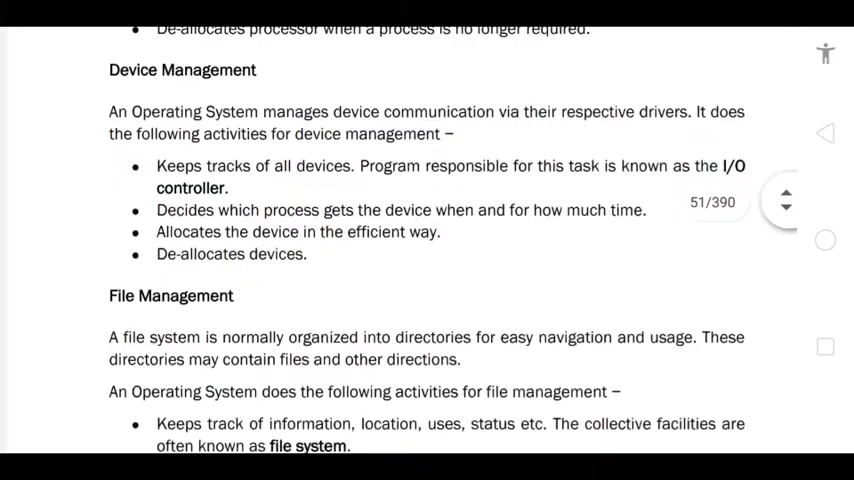 • De-allocates processor when a process is no longer required.
Device Management
An Operating System manages device communication via their respective drivers. It does
the following activities for device management –
• Keeps tracks of all devices. Program responsible for this task is known as the I/O
controller.
51/390
• Decides which process gets the device when and for how much time.
• Allocates the device in the efficient way.
• De-allocates devices.
File Management
A file system is normally organized into directories for easy navigation and usage. These
directories may contain files and other directions.
An Operating System does the following activities for file management –
• Keeps track of information, location, uses, status etc. The collective facilities are
often known as file system.